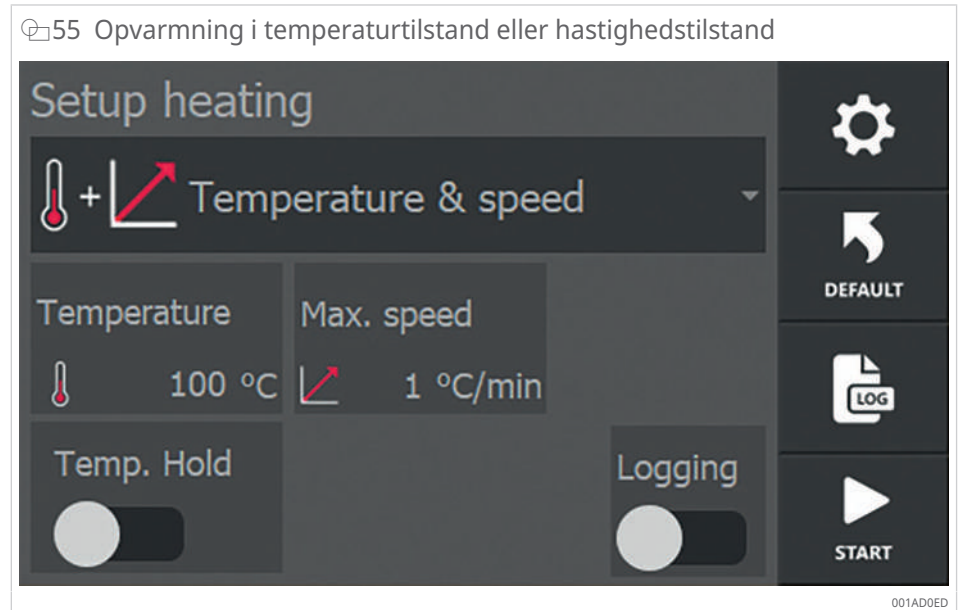 55 Opvarmning i temperaturtilstand eller hastighedstilstand
Setup heating
+ Temperature & speed
Temperature
100 °C
Max. speed
1 °C/min
Temp. Hold
Logging
DEFAULT
LOG
START
001AD0ED